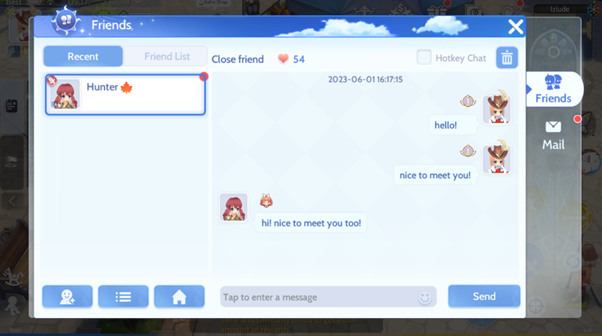 Izlude
Friends
Recent
Friend List
Close friend
54
Hotkey Chat
Hunter
2023-06-01 16:17:15
hello!
nice to meet you!
hi! nice to meet you too!
Friends
Mail
Tap to enter a message
Send